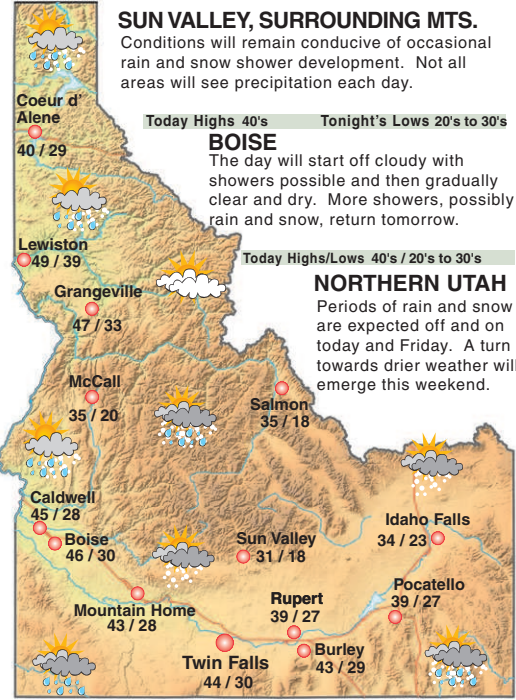 SUN VALLEY, SURROUNDING MTS.
Conditions will remain conducive of occasional
rain and snow shower development. Not all
areas will see precipitation each day.
Today Highs 40's Tonight's Lows 20's to 30's
BOISE
The day will start off cloudy with
showers possible and then gradually
clear and dry. More showers, possibly
rain and snow, return tomorrow.
Today Highs/Lows 40's / 20's to 30's
NORTHERN UTAH
Periods of rain and snow
are expected off and on
today and Friday. A turn
towards drier weather will
emerge this weekend.
Coeur d'
Alene
40 / 29
Lewiston
49 / 39
Grangeville
47 / 33
McCall
35 / 20
Salmon
35 / 18
Caldwell
45 / 28
Boise
46 / 30
Sun Valley
31 / 18
Idaho Falls
34 / 23
Mountain Home
43 / 28
Rupert
39 / 27
Pocatello
39 / 27
Twin Falls
44 / 30
Burley
43 / 29